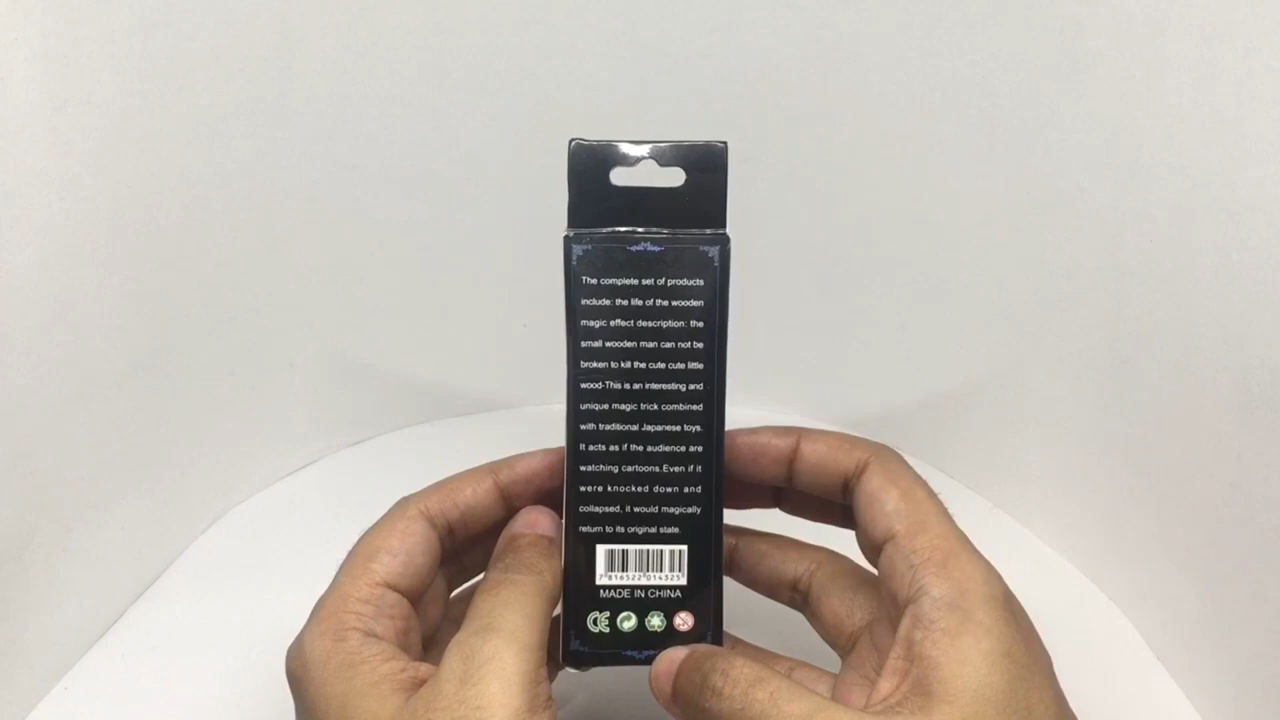 The complete set of products
include: the life of the wooden
magic effect description: the
small wooden man can not be
broken to kill the cute cute little
wood-This is an interesting and
unique magic trick combined
with traditional Japanese toys.
It acts as if the audience are
watching cartoons.Even if it
were knocked down and
collapsed, it would magically
return to its original state.
7 816522 014325
MADE IN CHINA
CE